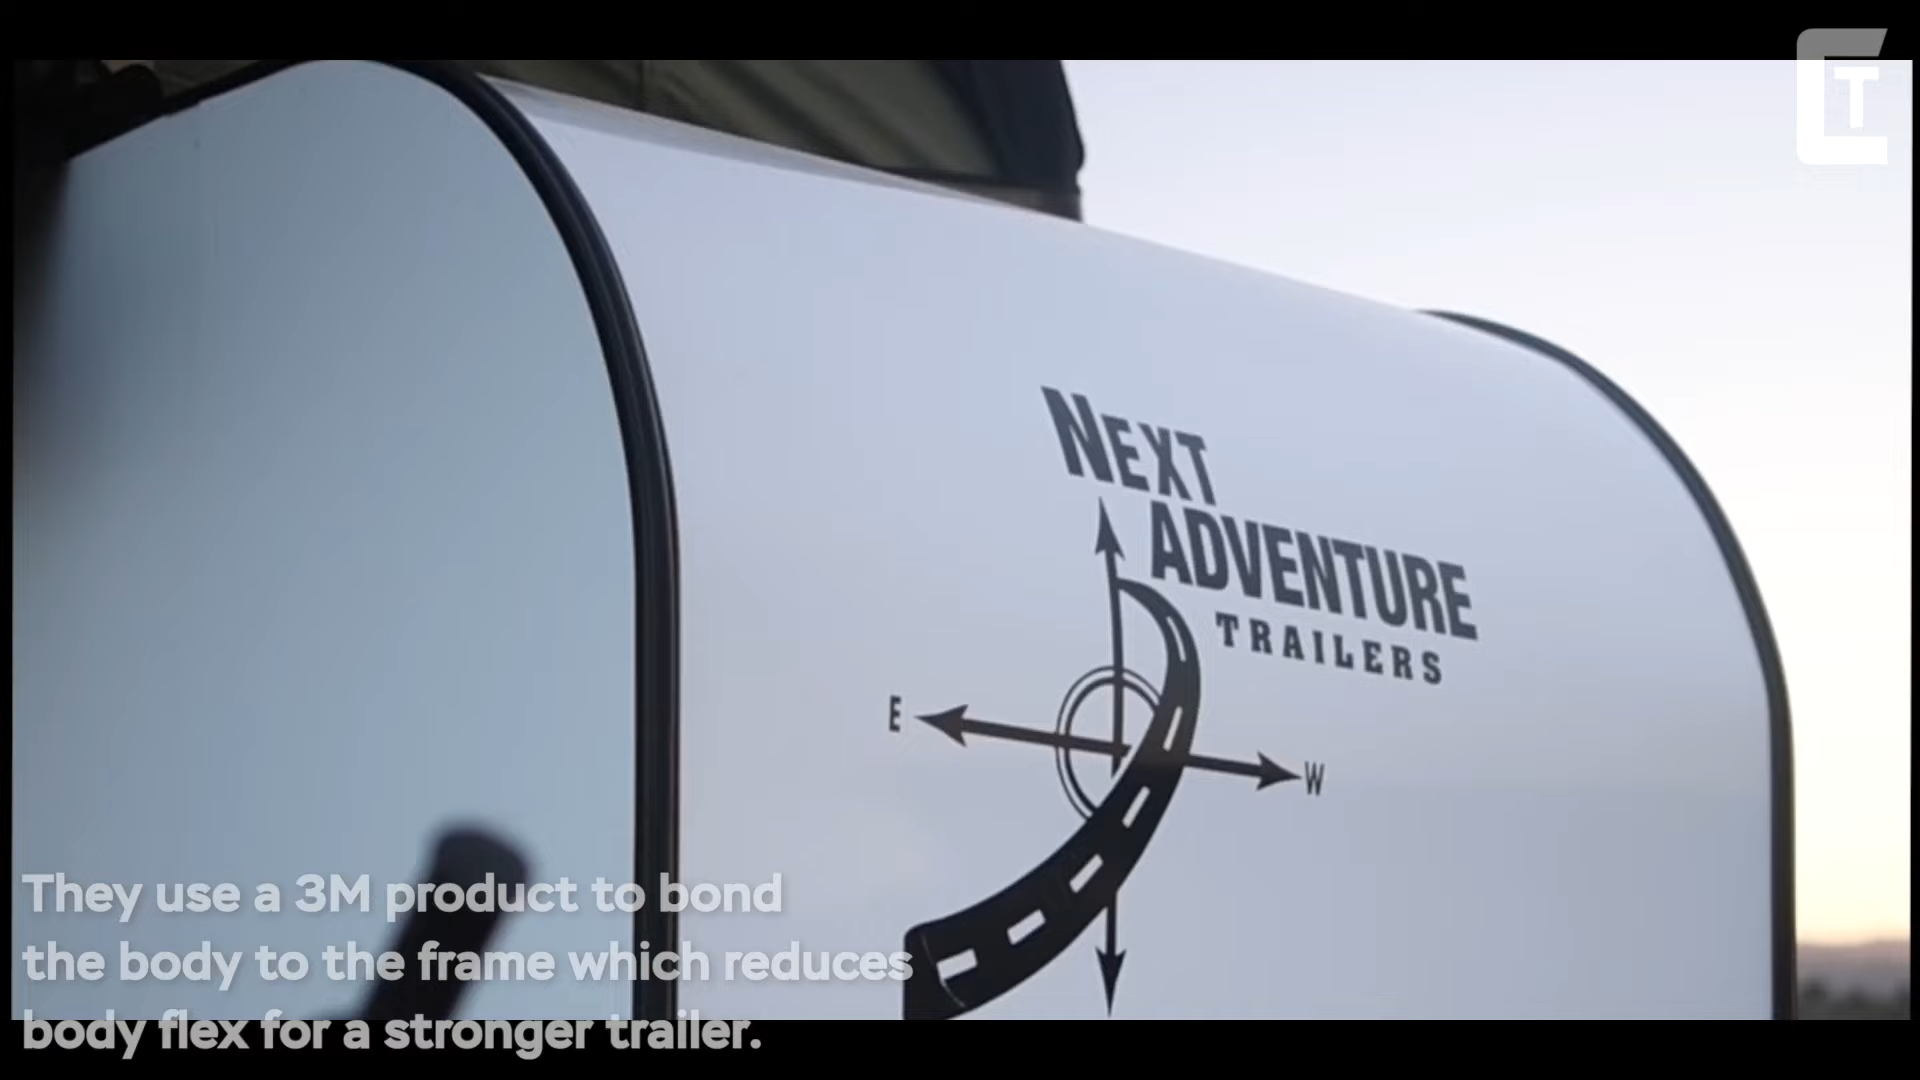 CT
NEXT
ADVENTURE
TRAILERS
E
W
They use a 3M product to bond
the body to the frame which reduces
body flex for a stronger trailer.